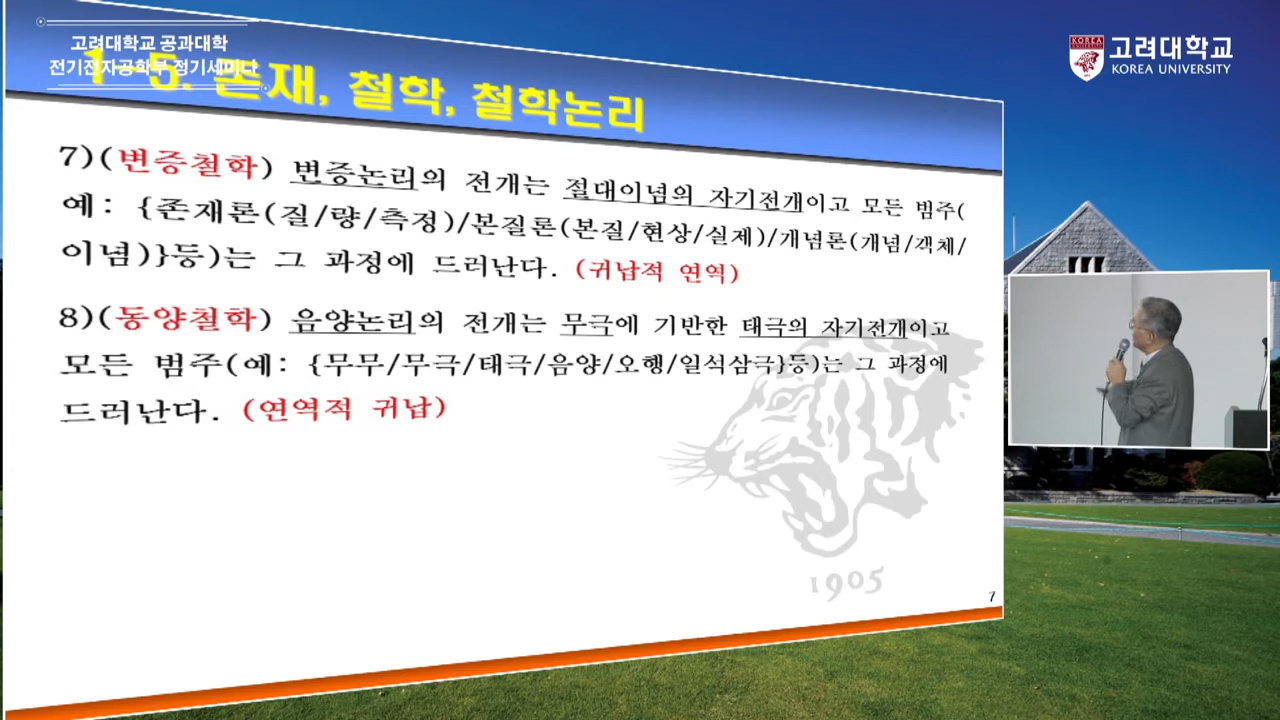 고려대학교 공과대학
전기전자공학부 정기세미나
KOREA
고려대학교
KOREA UNIVERSITY
1-5. 존재, 철학, 철학논리
7)(변증철학) 변증논리의 전개는 절대이념의 자기전개이고 모든 범주(
예: {존재론(질/량/측정)/본질론(본질/현상/실제)/개념론(개념/객체/
이념)}등)는 그 과정에 드러난다. (귀납적 연역)
8)(동양철학) 음양논리의 전개는 무극에 기반한 태극의 자기전개이고
모든 범주(예: {무무/무극/태극/음양/오행/일석삼극}등)는 그 과정에
드러난다. (연역적 귀납)
1905
7